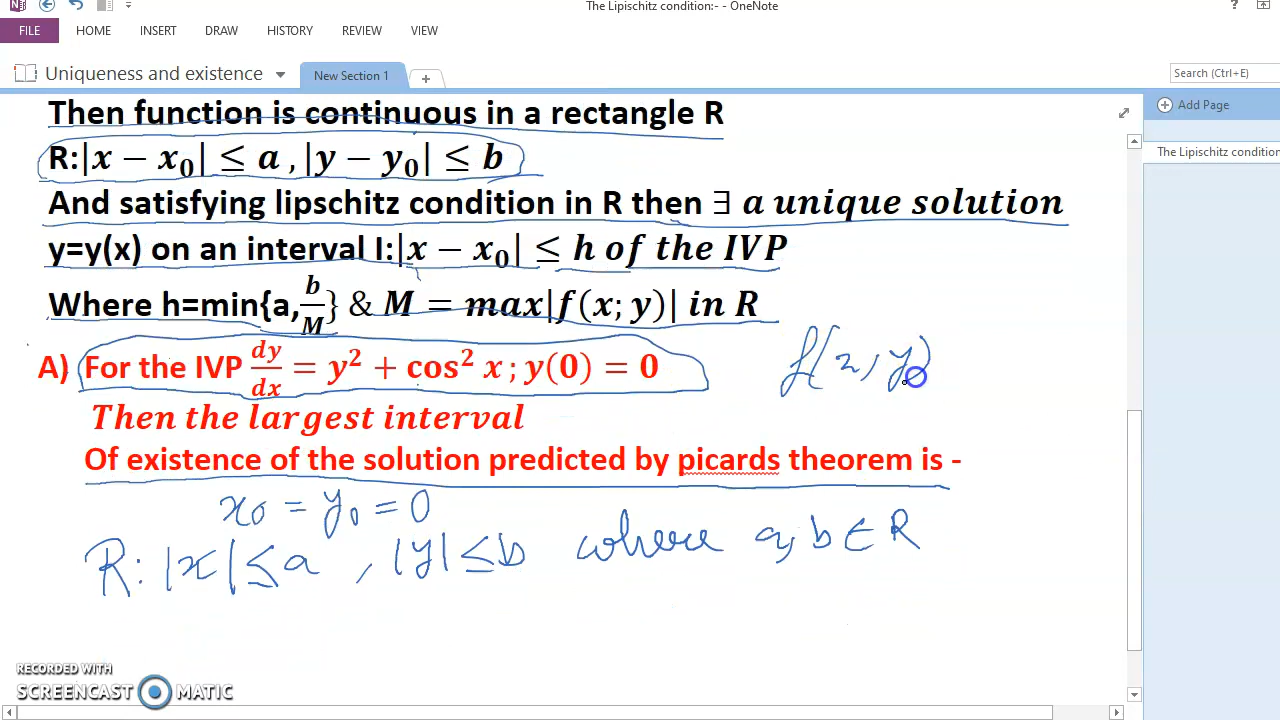 The Lipischitz condition:- - OneNote
FILE HOME INSERT DRAW HISTORY REVIEW VIEW
Uniqueness and existence New Section 1 + Search (Ctrl+E)
Add Page
The Lipschitz condition
Then function is continuous in a rectangle R
R:|x − x₀| ≤ a ,|y − y₀| ≤ b
And satisfying lipschitz condition in R then ∃ a unique solution
y=y(x) on an interval I:|x − x₀| ≤ h of the IVP
Where h=min{a,b/M} & M = max|f(x; y)| in R
f(x, y)
A) For the IVP dy/dx = y² + cos² x ; y(0) = 0
Then the largest interval
Of existence of the solution predicted by picards theorem is -
x₀ = y₀ = 0
R: |x| ≤ a , |y| ≤ b where a, b ∈ R
RECORDED WITH
SCREENCAST MATIC